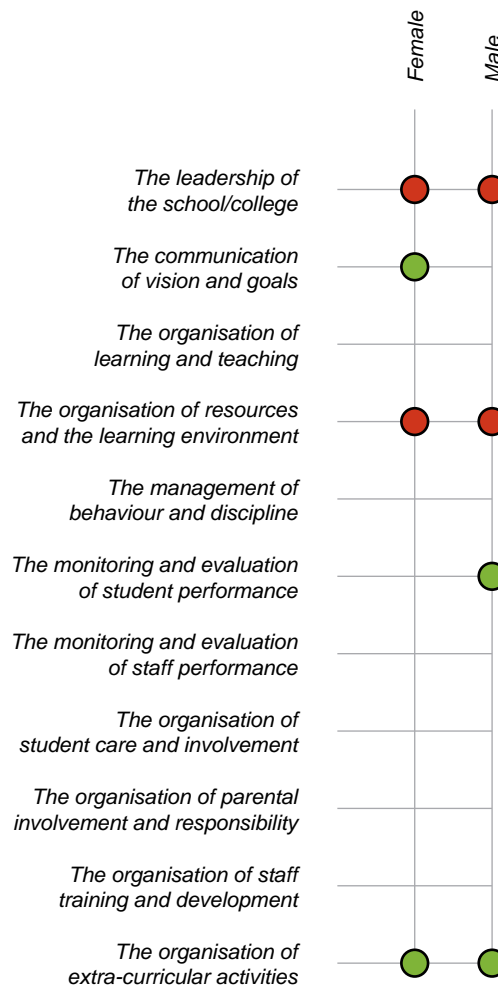 Female
Male
The leadership of
the school/college
The communication
of vision and goals
The organisation of
learning and teaching
The organisation of resources
and the learning environment
The management of
behaviour and discipline
The monitoring and evaluation
of student performance
The monitoring and evaluation
of staff performance
The organisation of
student care and involvement
The organisation of parental
involvement and responsibility
The organisation of staff
training and development
The organisation of
extra-curricular activities